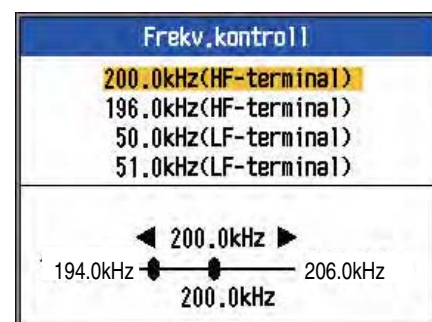 Frekv.kontroll
200.0kHz(HF-terminal)
196.0kHz(HF-terminal)
50.0kHz(LF-terminal)
51.0kHz(LF-terminal)
◀ 200.0kHz ▶
194.0kHz 206.0kHz
200.0kHz